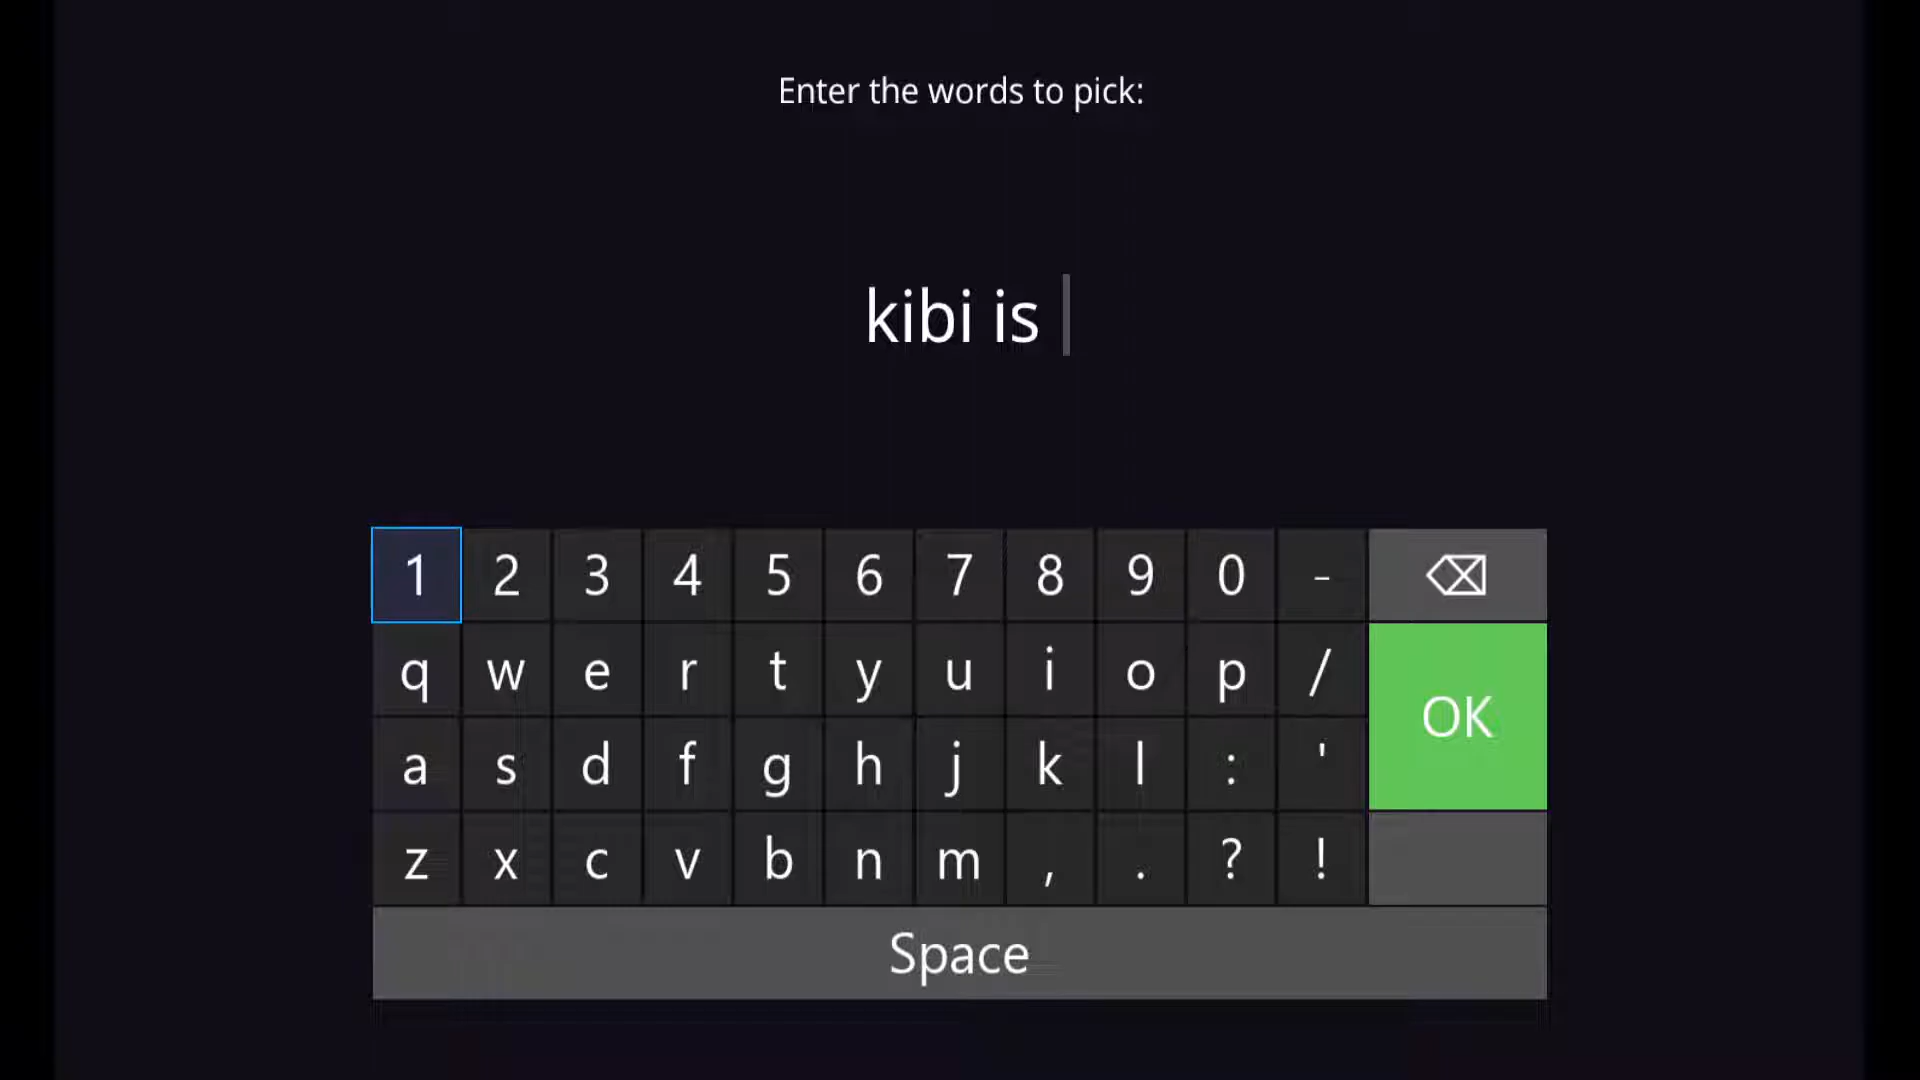 Enter the words to pick:
kibi is
1 2 3 4 5 6 7 8 9 0 - ⌫
q w e r t y u i o p /
OK
a s d f g h j k l : '
z x c v b n m , . ? !
Space